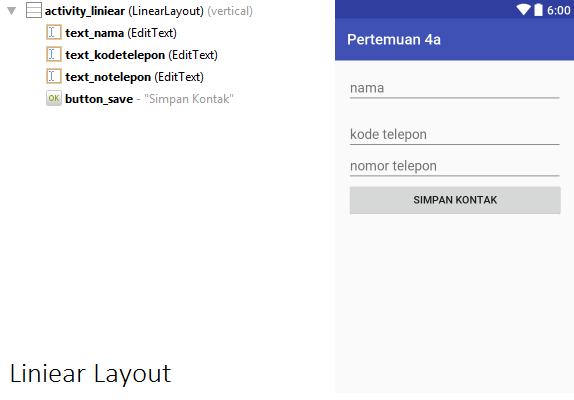 activity_liniear (LinearLayout) (vertical)
text_nama (EditText)
text_kodetelepon (EditText)
text_notelepon (EditText)
OK button_save - "Simpan Kontak"
Liniear Layout
6:00
Pertemuan 4a
nama
kode telepon
nomor telepon
SIMPAN KONTAK